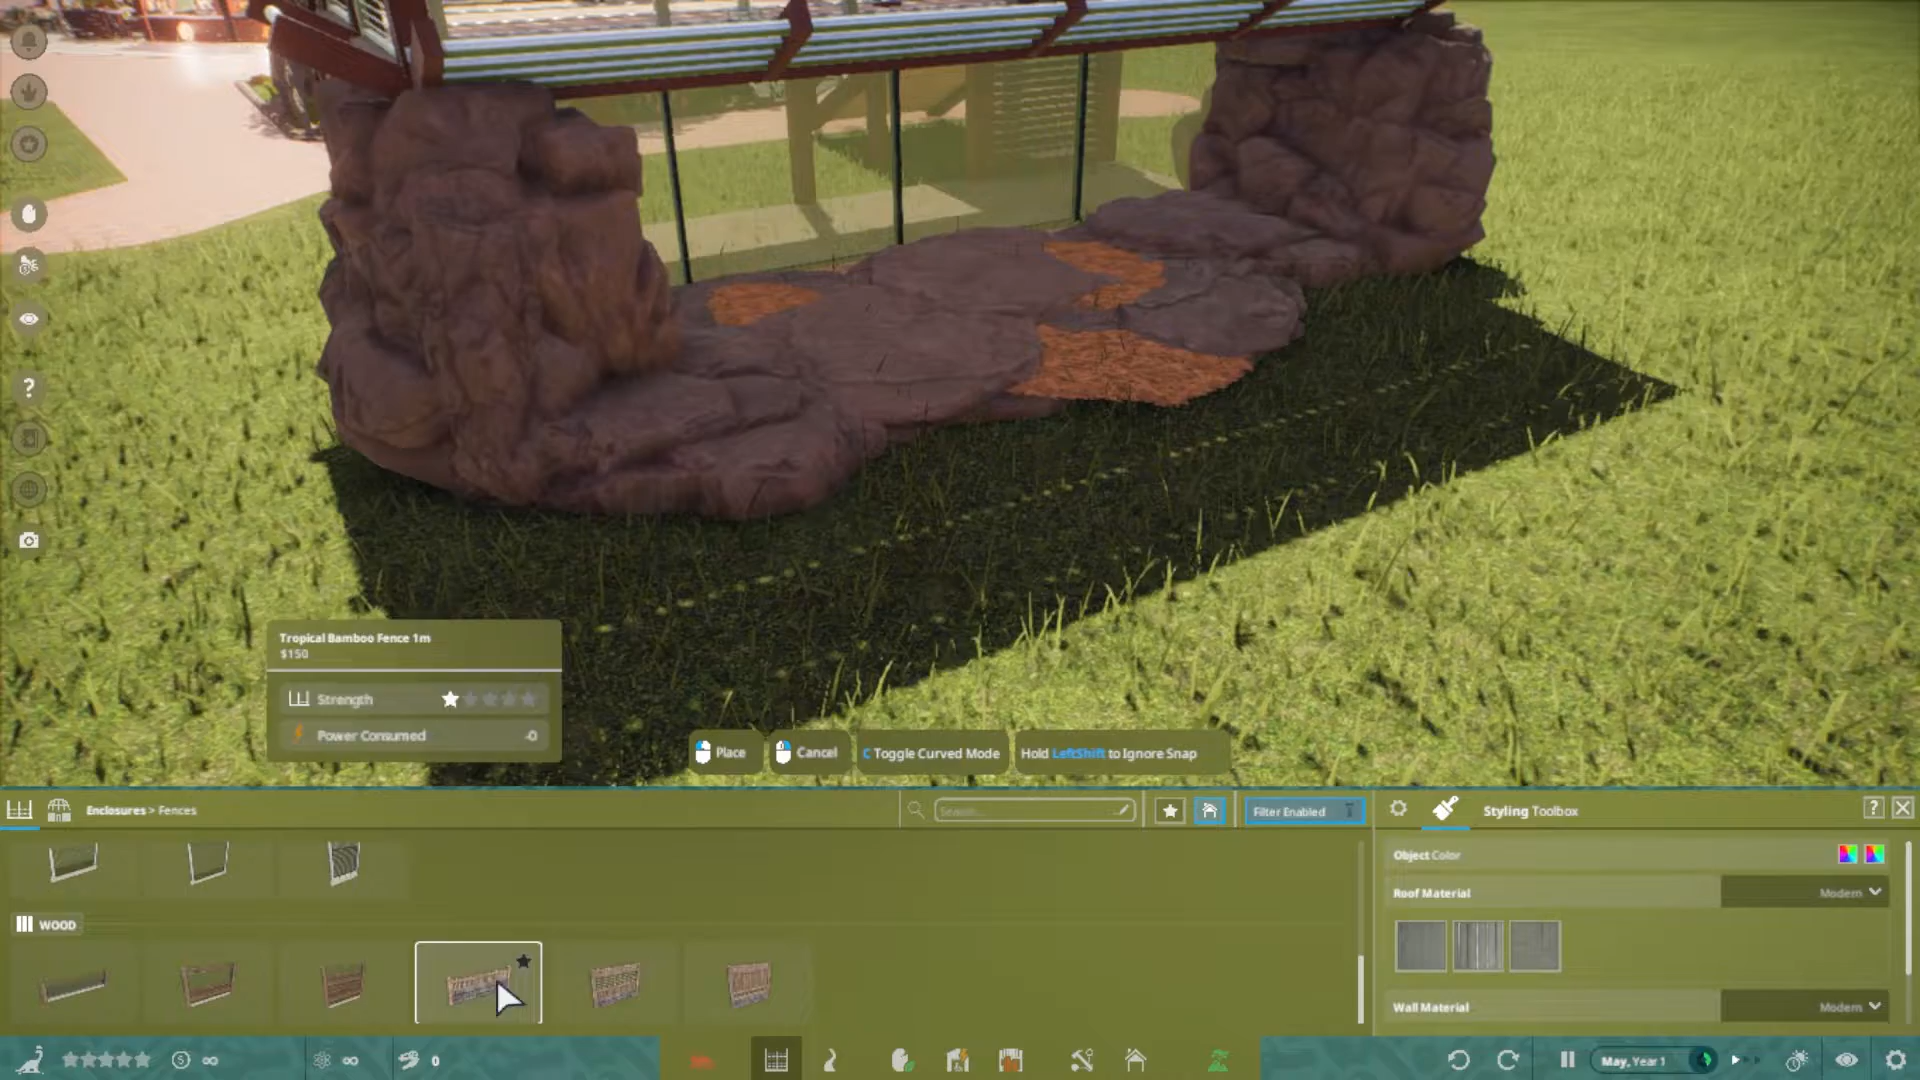 Tropical Bamboo Fence 1m
$150
Strength
Power Consumed -0
Place Cancel C Toggle Curved Mode Hold LeftShift to Ignore Snap
Enclosures > Fences Search... Filter Enabled Styling Toolbox ?
Object Color
Roof Material Modern
WOOD
Wall Material Modern
∞ ∞ 0 May, Year 1